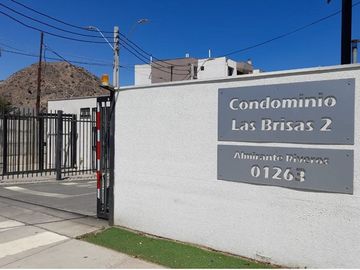 Condominio
Las Brisas 2
Almirante Riveros
01263